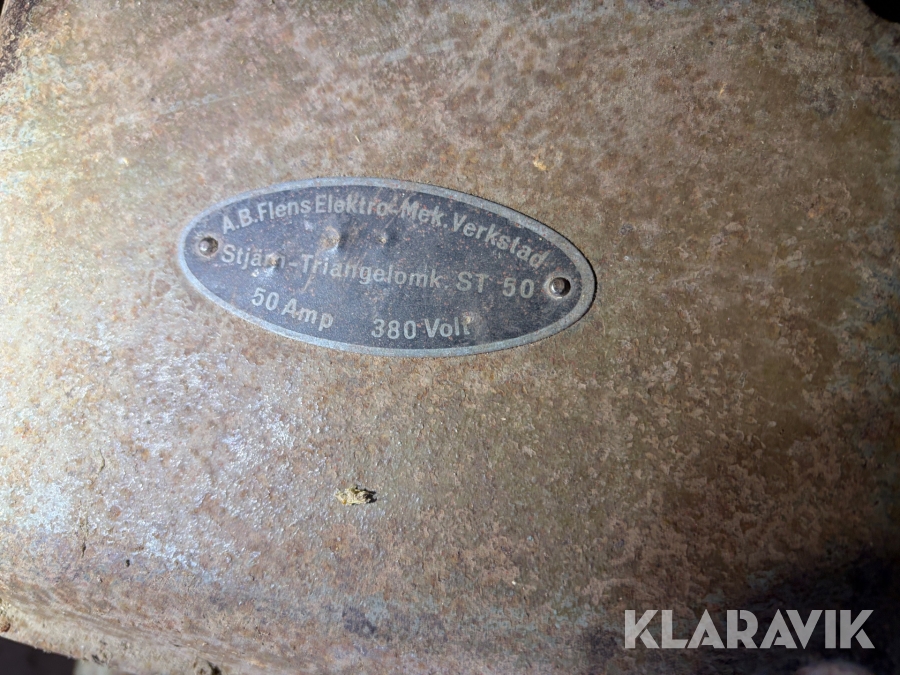 A.B.Flens Elektro-Mek.Verkstad
Stjärn-Triangelomk. ST 50
50 Amp 380 Volt
KLARAVIK